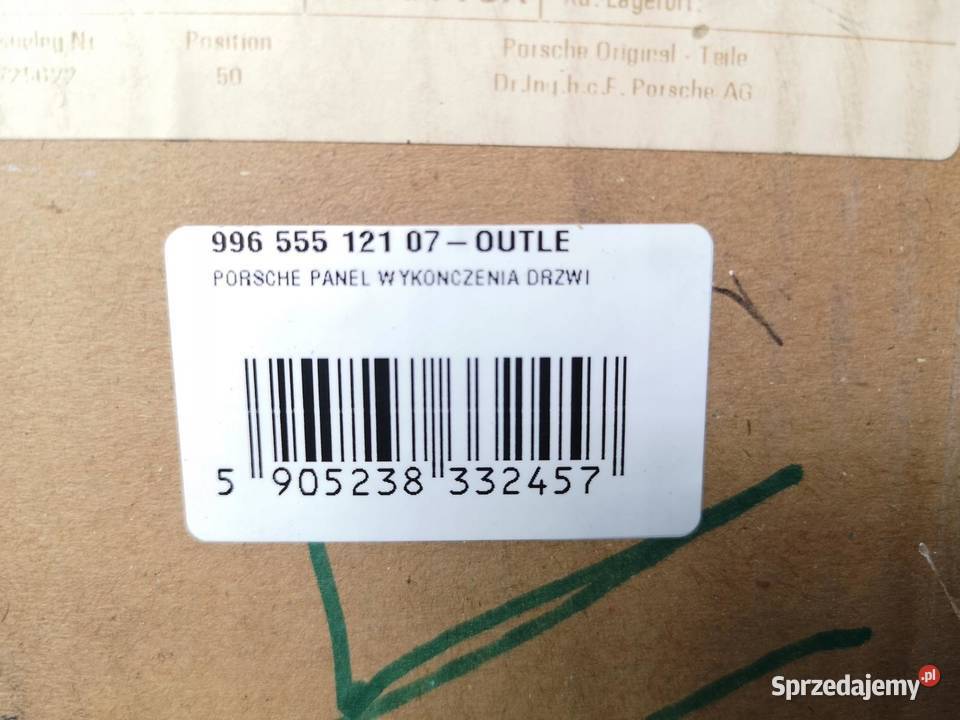 Position
50
Porsche Original - Teile
Dr.Ing.h.c.F. Porsche AG
996 555 121 07-OUTLE
PORSCHE PANEL WYKONCZENIA DRZWI
5 905238 332457
Sprzedajemy.pl